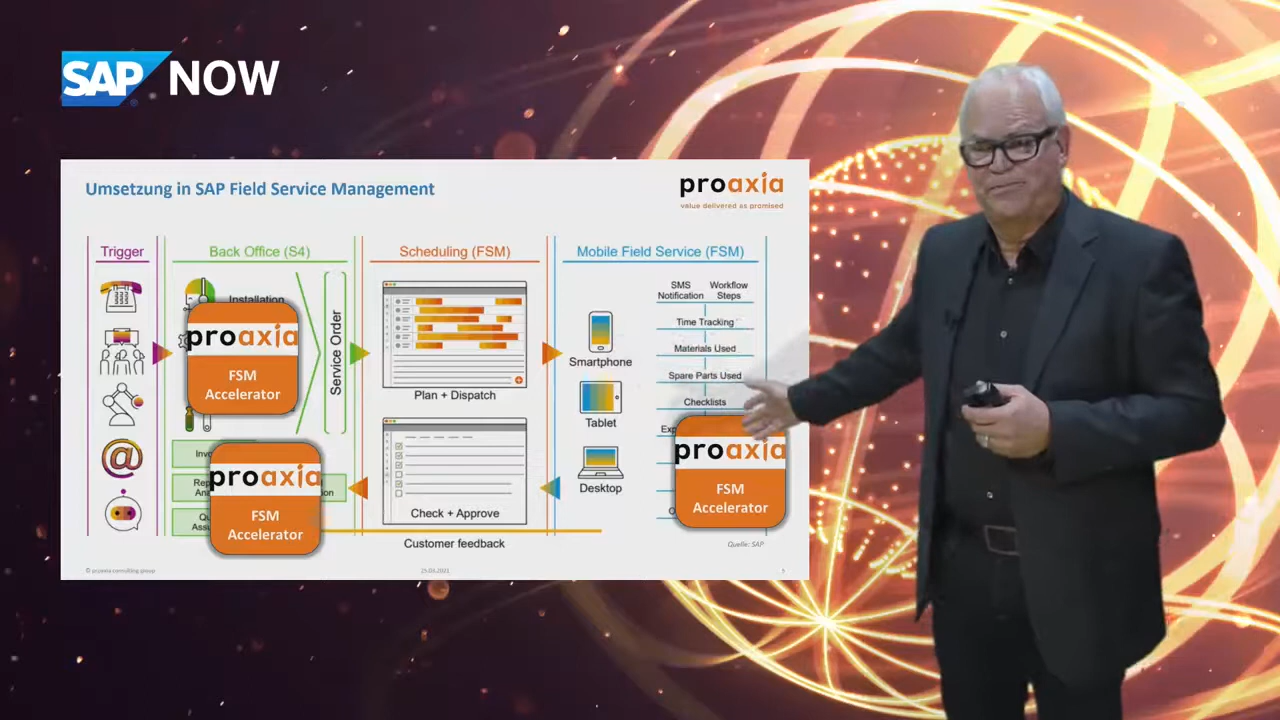 SAP NOW
Umsetzung in SAP Field Service Management
proaxia
value delivered as promised
Trigger
Back Office (S4)
Scheduling (FSM)
Mobile Field Service (FSM)
Installation
proaxia
FSM
Accelerator
Service Order
Plan + Dispatch
Smartphone
Tablet
Desktop
SMS
Notification
Workflow
Steps
Time Tracking
Materials Used
Spare Parts Used
Checklists
proaxia
FSM
Accelerator
proaxia
FSM
Accelerator
Check + Approve
Customer feedback
Quelle: SAP
© proaxia consulting group